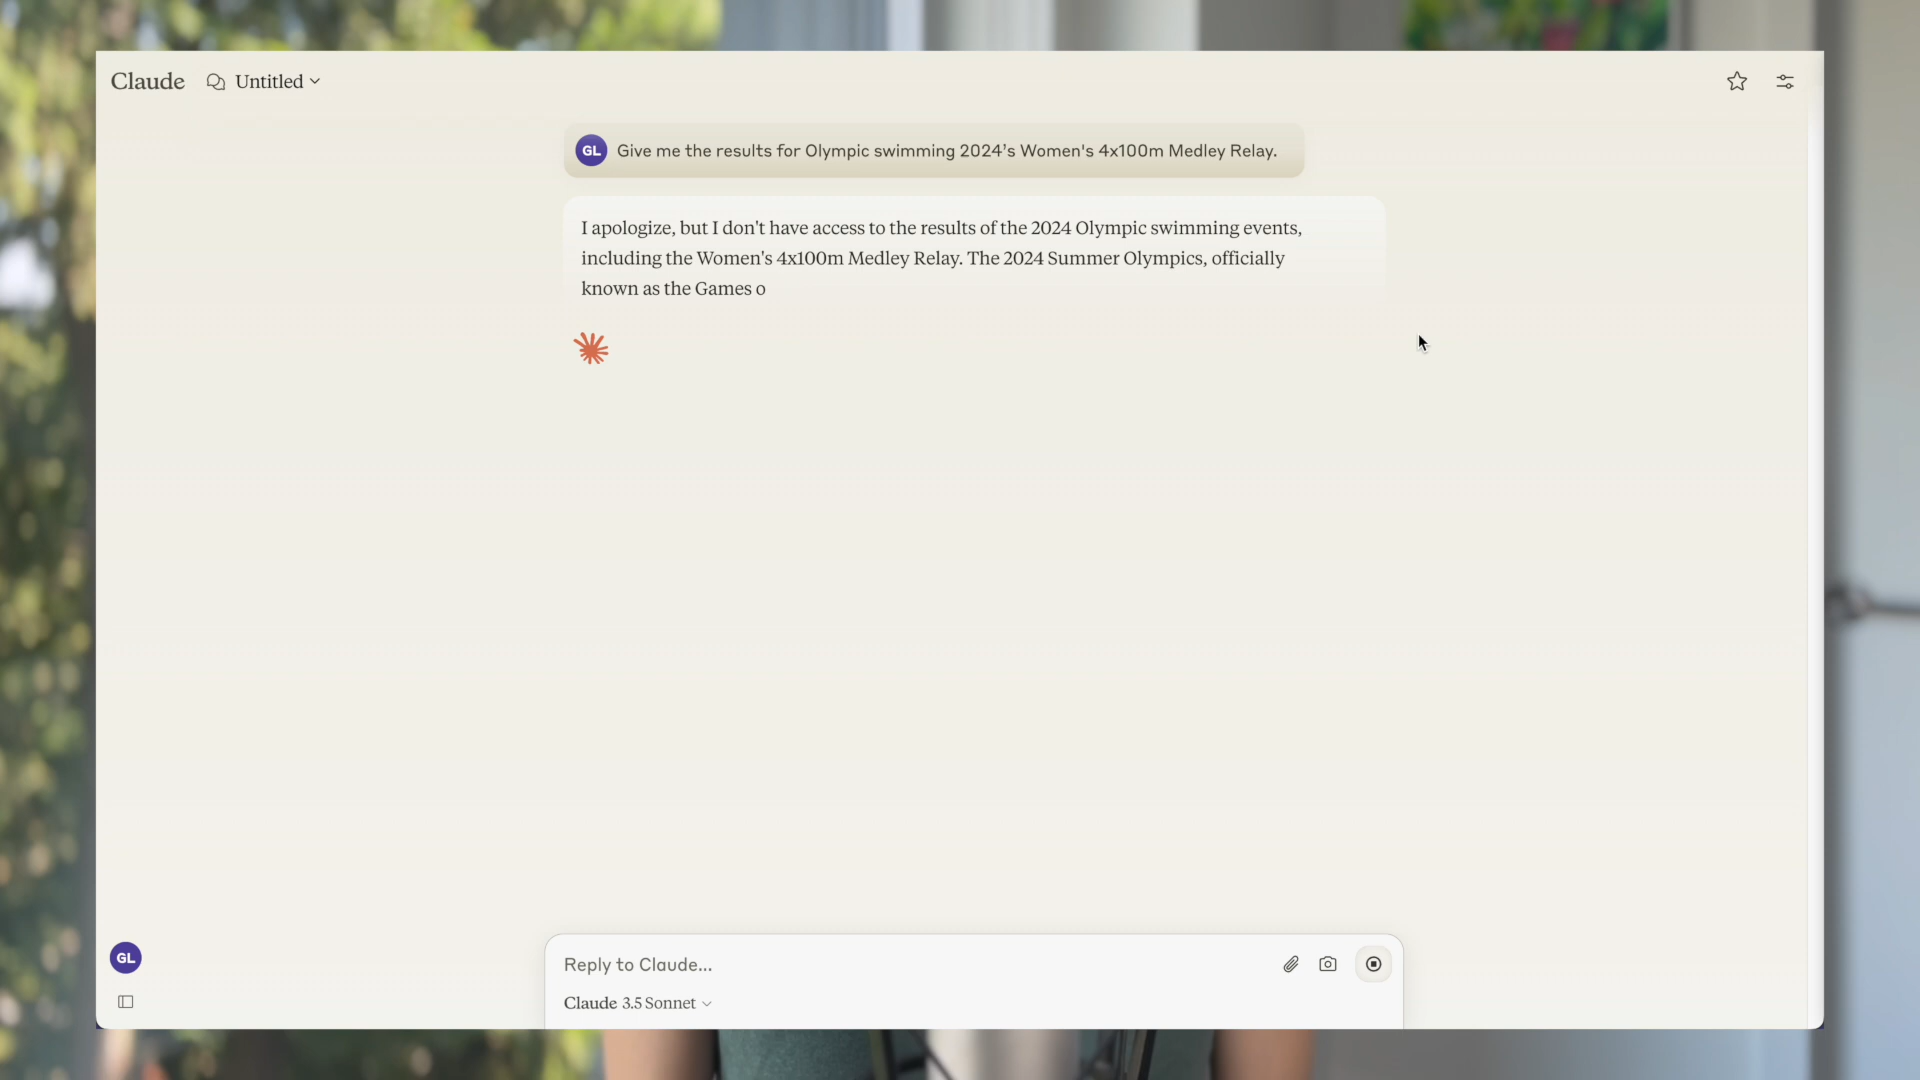 Claude Untitled
GL Give me the results for Olympic swimming 2024’s Women's 4x100m Medley Relay.
I apologize, but I don't have access to the results of the 2024 Olympic swimming events,
including the Women's 4x100m Medley Relay. The 2024 Summer Olympics, officially
known as the Games o
GL
Reply to Claude...
Claude 3.5 Sonnet